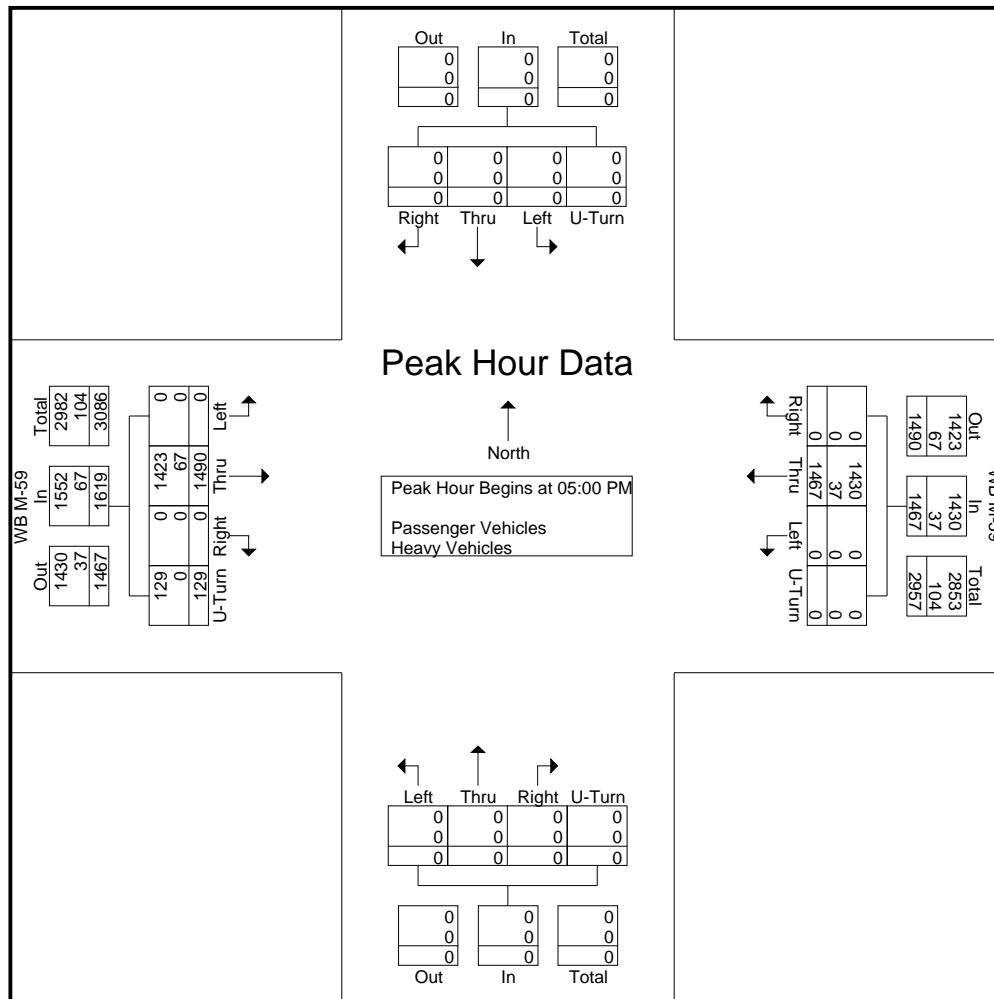 Out In Total
0 0 0
0 0 0
0 0 0
0 0 0 0
0 0 0 0
0 0 0 0
Right Thru Left U-Turn
Peak Hour Data
North
Peak Hour Begins at 05:00 PM
Passenger Vehicles
Heavy Vehicles
WB M-59
Out In Total
1430 1552 2982
37 67 104
1467 1619 3086
129 0 1423 0
0 0 67 0
129 0 1490 0
U-Turn Right Thru Left
WB M-59
Out In Total
1423 1430 2853
67 37 104
1490 1467 2957
0 1430 0 0
0 37 0 0
0 1467 0 0
Right Thru Left U-Turn
Left Thru Right U-Turn
0 0 0 0
0 0 0 0
0 0 0 0
0 0 0
0 0 0
0 0 0
Out In Total